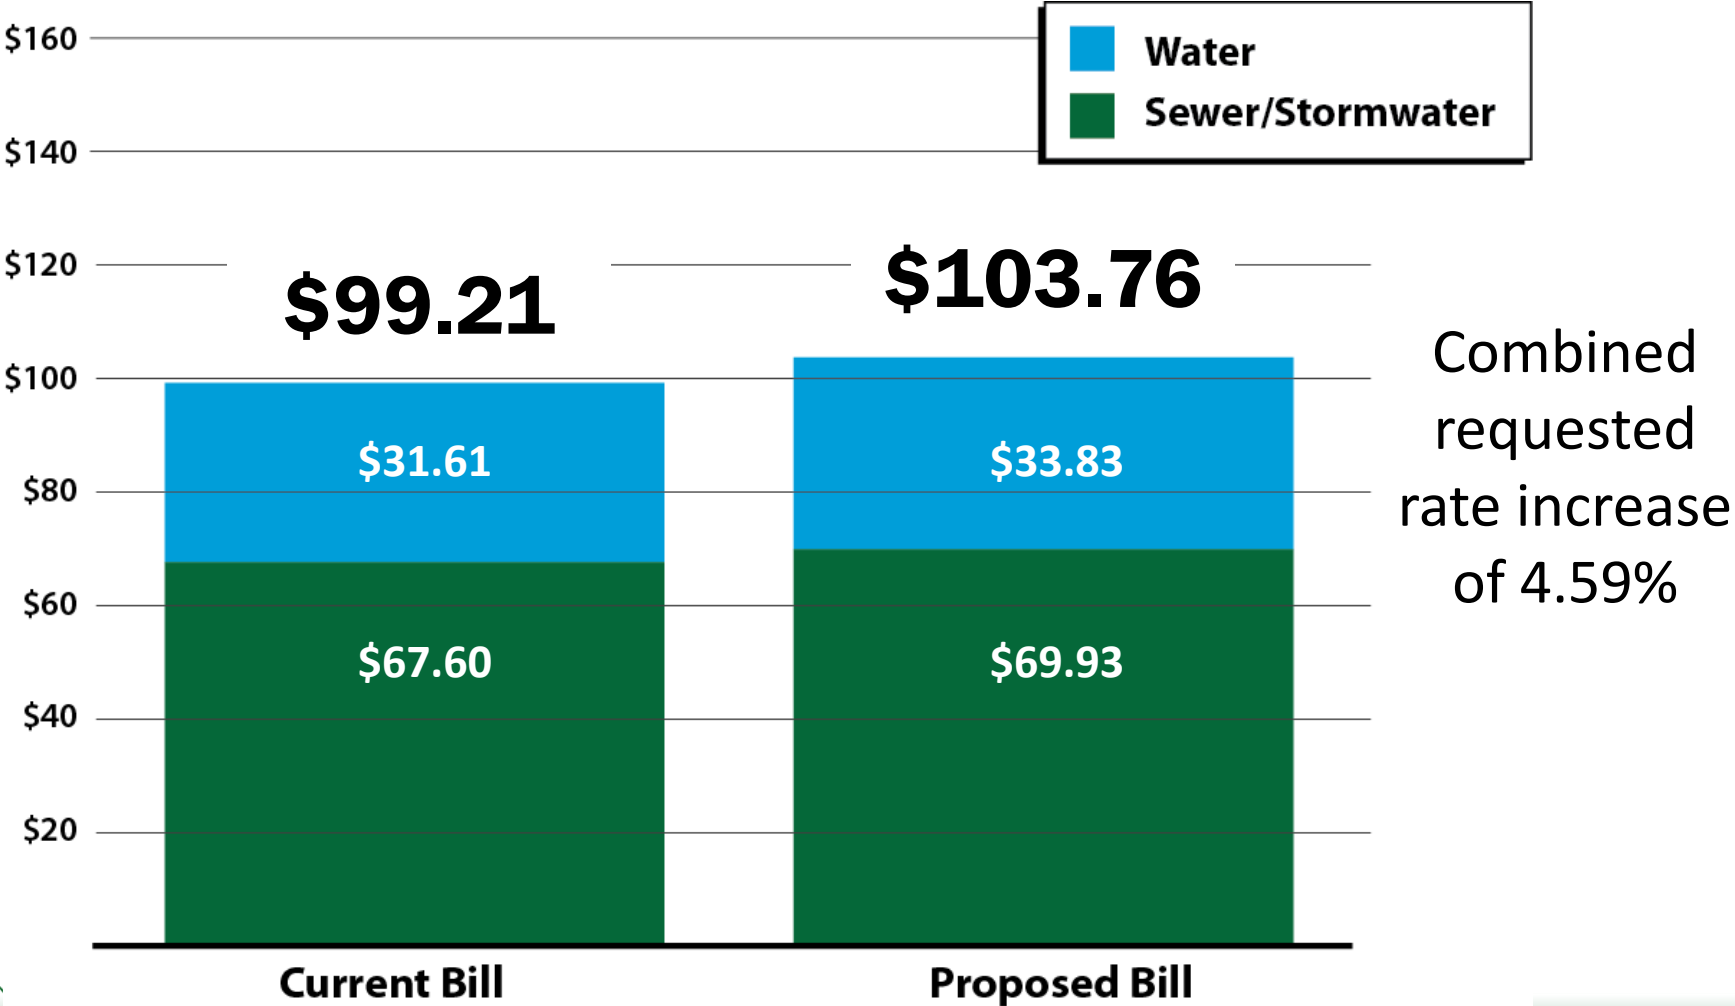 $160
$140
$120
$100
$80
$60
$40
$20
Water
Sewer/Stormwater
$99.21
$103.76
$31.61
$33.83
$67.60
$69.93
Current Bill
Proposed Bill
Combined
requested
rate increase
of 4.59%